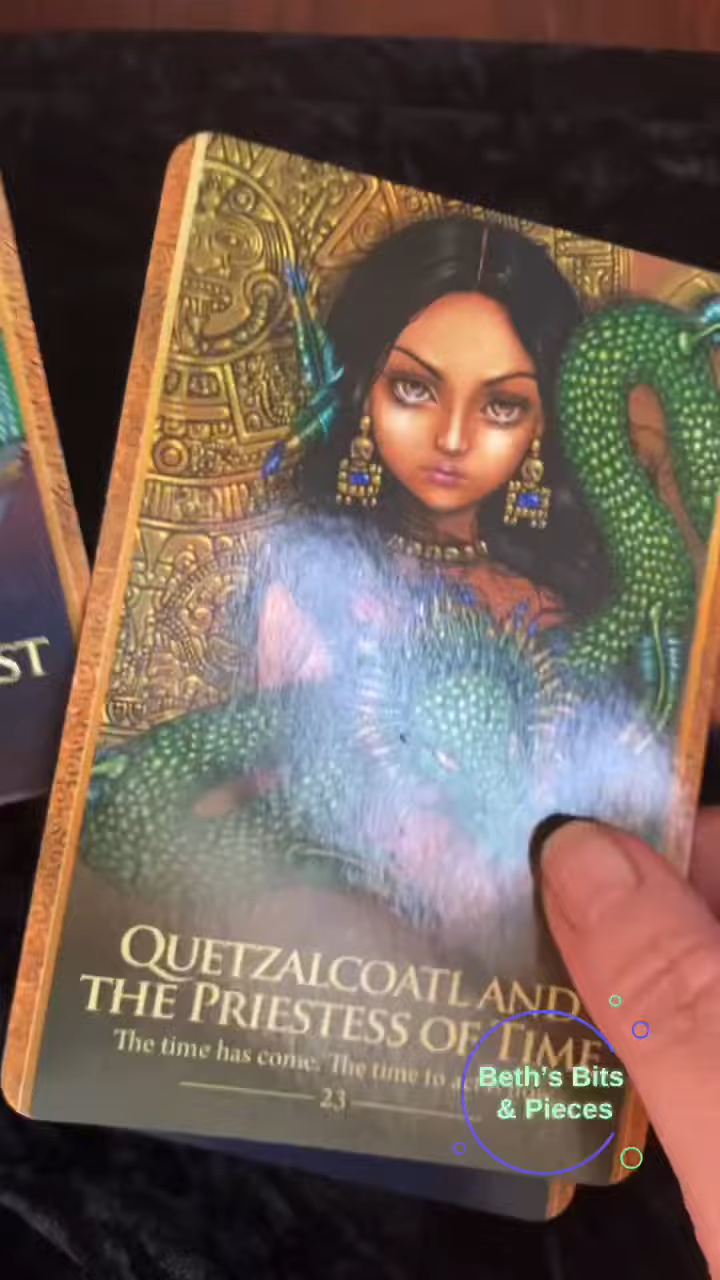 ST
QUETZALCOATL AND
THE PRIESTESS OF TIME
The time has come. The time to
23
Beth's Bits
& Pieces